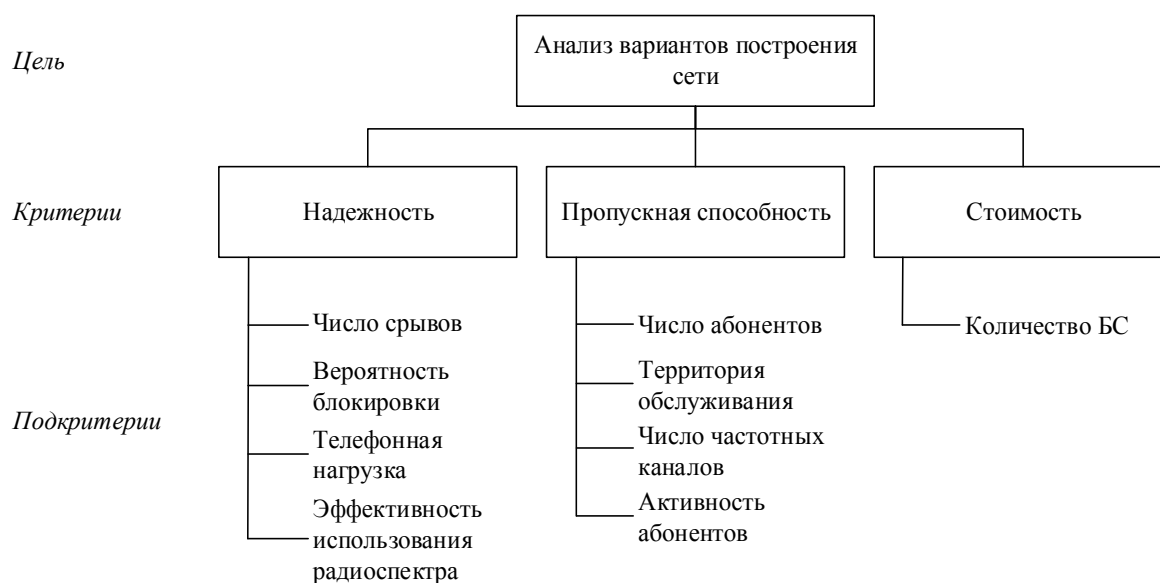 Цель
Анализ вариантов построения
сети
Критерии
Надежность
Пропускная способность
Стоимость
Подкритерии
Число срывов
Вероятность
блокировки
Телефонная
нагрузка
Эффективность
использования
радиоспектра
Число абонентов
Территория
обслуживания
Число частотных
каналов
Активность
абонентов
Количество БС